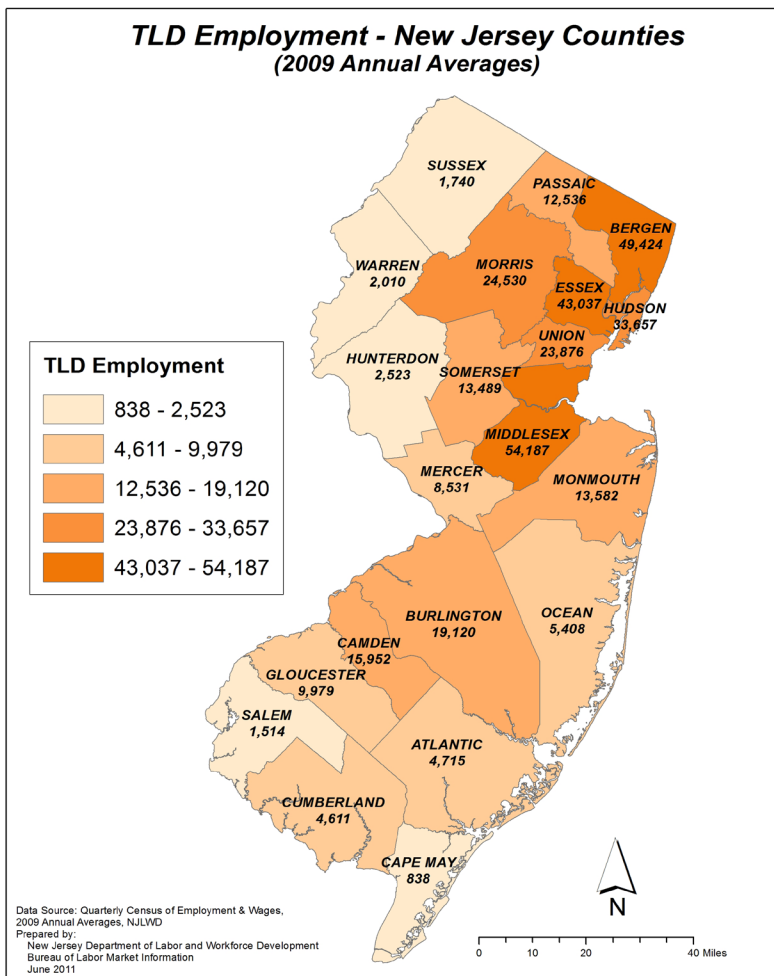 TLD Employment - New Jersey Counties
(2009 Annual Averages)
SUSSEX
1,740
PASSAIC
12,536
BERGEN
49,424
WARREN
2,010
MORRIS
24,530
ESSEX
43,037
HUDSON
33,657
UNION
23,876
HUNTERDON
2,523
SOMERSET
13,489
MIDDLESEX
54,187
MERCER
8,531
MONMOUTH
13,582
TLD Employment
838 - 2,523
4,611 - 9,979
12,536 - 19,120
23,876 - 33,657
43,037 - 54,187
BURLINGTON
19,120
OCEAN
5,408
CAMDEN
15,952
GLOUCESTER
9,979
SALEM
1,514
ATLANTIC
4,715
CUMBERLAND
4,611
CAPE MAY
838
N
Data Source: Quarterly Census of Employment & Wages,
2009 Annual Averages, NJLWD
Prepared by:
New Jersey Department of Labor and Workforce Development
Bureau of Labor Market Information
June 2011
0 10 20 40 Miles